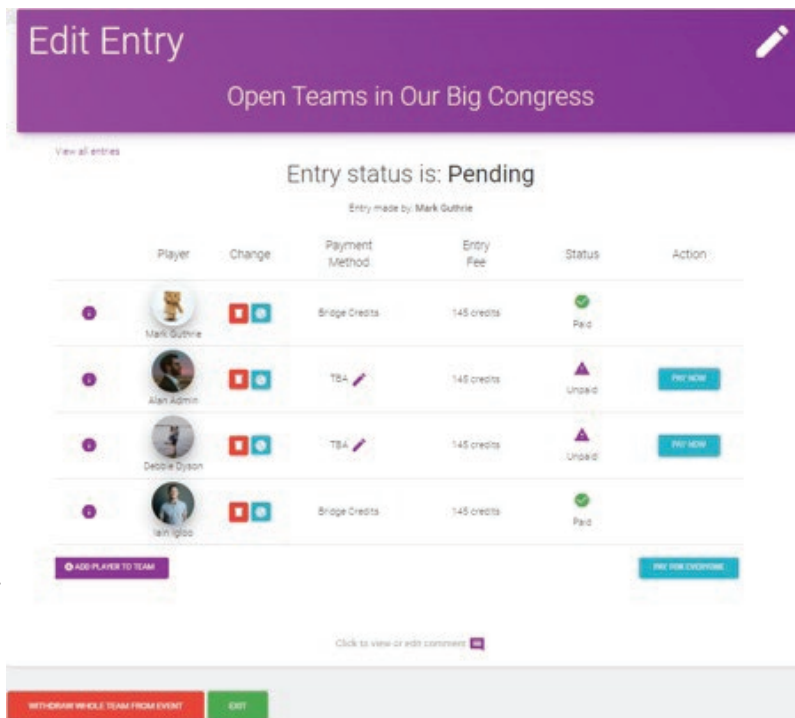 Edit Entry
Open Teams in Our Big Congress
View all entries
Entry status is: Pending
Entry made by: Mark Guthrie
Player Change Payment Method Entry Fee Status Action
Mark Guthrie Bridge Credits 145 credits Paid
Alan Admin TBA 145 credits Unpaid PAY NOW
Debbie Dyson TBA 145 credits Unpaid PAY NOW
Iain Igloo Bridge Credits 145 credits Paid
ADD PLAYER TO TEAM PAY FOR EVERYONE
Click to view or edit comment
WITHDRAW WHOLE TEAM FROM EVENT EXIT